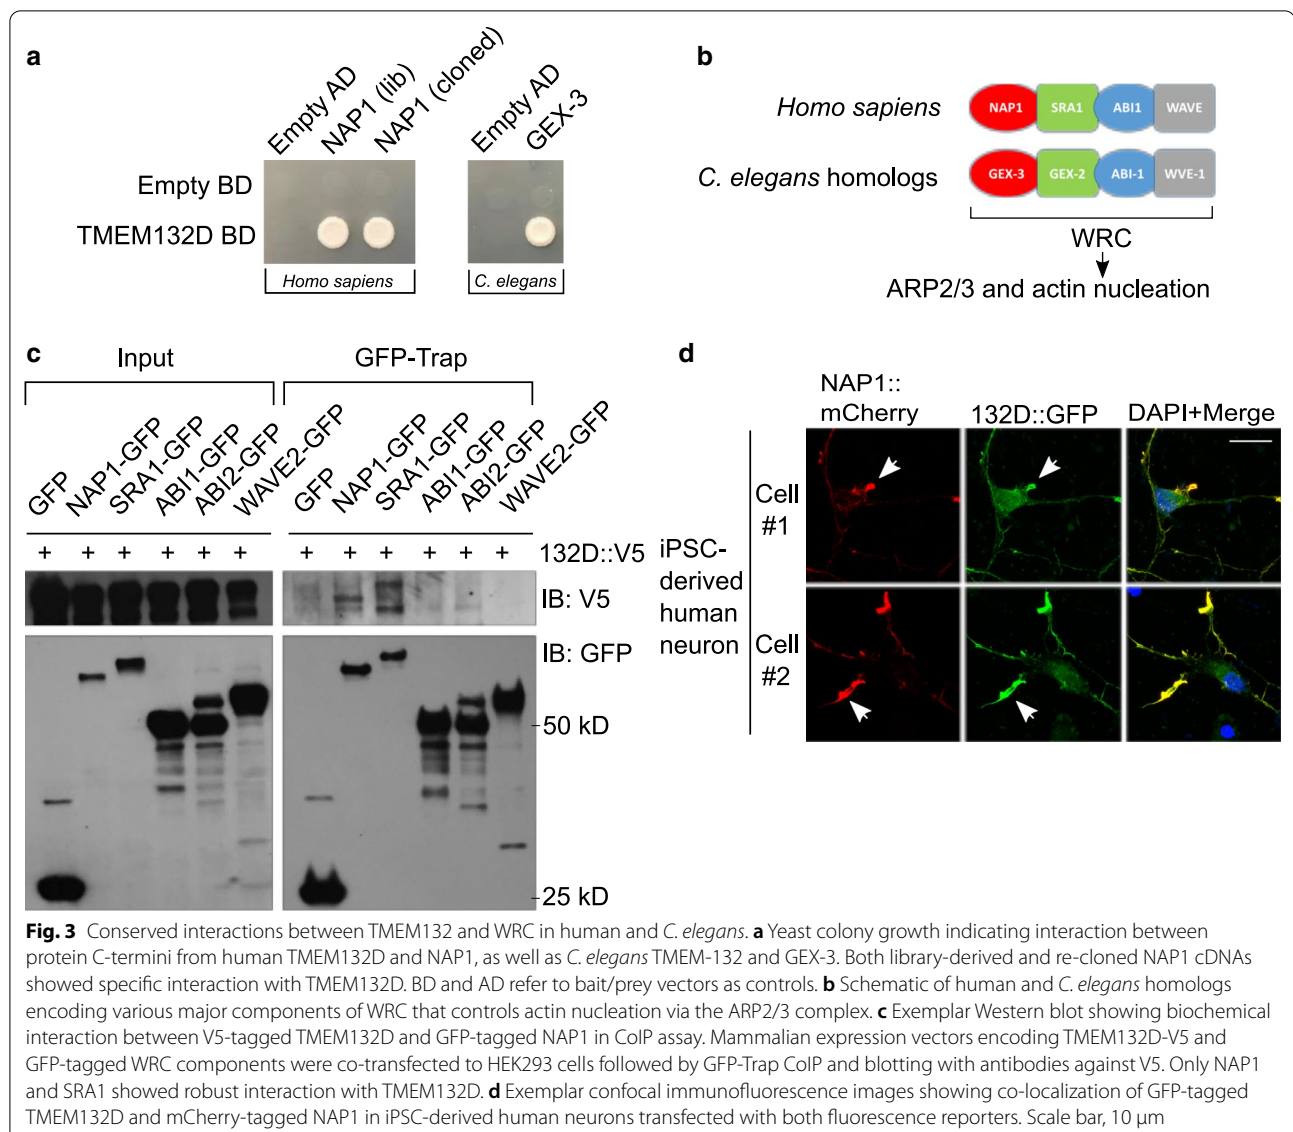 a
Empty AD
NAP1 (lib)
NAP1 (cloned)
Empty AD
GEX-3
Empty BD
TMEM132D BD
Homo sapiens
C. elegans
b
Homo sapiens
NAP1 SRA1 ABI1 WAVE
C. elegans homologs
GEX-3 GEX-2 ABI-1 WVE-1
WRC
ARP2/3 and actin nucleation
c
Input
GFP-Trap
GFP
NAP1-GFP
SRA1-GFP
ABI1-GFP
ABI2-GFP
WAVE2-GFP
GFP
NAP1-GFP
SRA1-GFP
ABI1-GFP
ABI2-GFP
WAVE2-GFP
+ + + + + + + + + + + + 132D::V5
IB: V5
IB: GFP
-50 kD
-25 kD
d
NAP1::
mCherry
132D::GFP
DAPI+Merge
iPSC-
derived
human
neuron
Cell
#1
Cell
#2
Fig. 3 Conserved interactions between TMEM132 and WRC in human and C. elegans. a Yeast colony growth indicating interaction between
protein C-termini from human TMEM132D and NAP1, as well as C. elegans TMEM-132 and GEX-3. Both library-derived and re-cloned NAP1 cDNAs
showed specific interaction with TMEM132D. BD and AD refer to bait/prey vectors as controls. b Schematic of human and C. elegans homologs
encoding various major components of WRC that controls actin nucleation via the ARP2/3 complex. c Exemplar Western blot showing biochemical
interaction between V5-tagged TMEM132D and GFP-tagged NAP1 in CoIP assay. Mammalian expression vectors encoding TMEM132D-V5 and
GFP-tagged WRC components were co-transfected to HEK293 cells followed by GFP-Trap CoIP and blotting with antibodies against V5. Only NAP1
and SRA1 showed robust interaction with TMEM132D. d Exemplar confocal immunofluorescence images showing co-localization of GFP-tagged
TMEM132D and mCherry-tagged NAP1 in iPSC-derived human neurons transfected with both fluorescence reporters. Scale bar, 10 μm